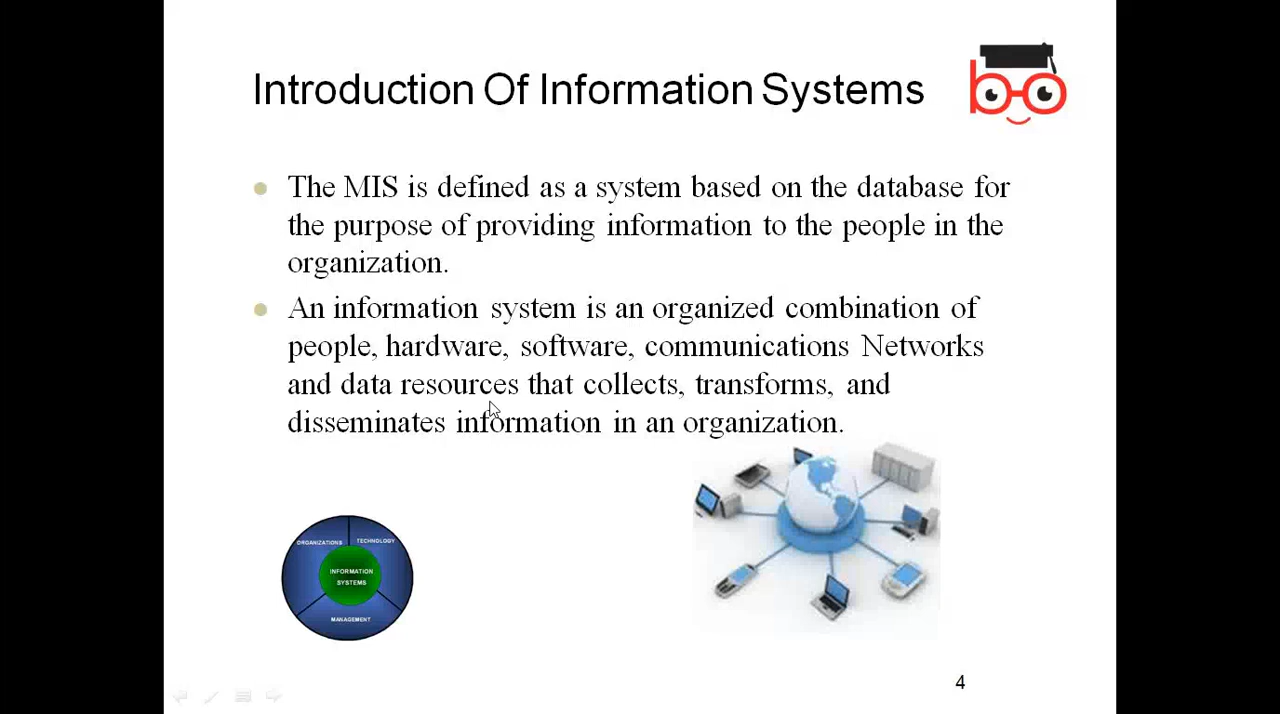 Introduction Of Information Systems
The MIS is defined as a system based on the database for
the purpose of providing information to the people in the
organization.
An information system is an organized combination of
people, hardware, software, communications Networks
and data resources that collects, transforms, and
disseminates information in an organization.
ORGANIZATIONS
TECHNOLOGY
INFORMATION
SYSTEMS
MANAGEMENT
4